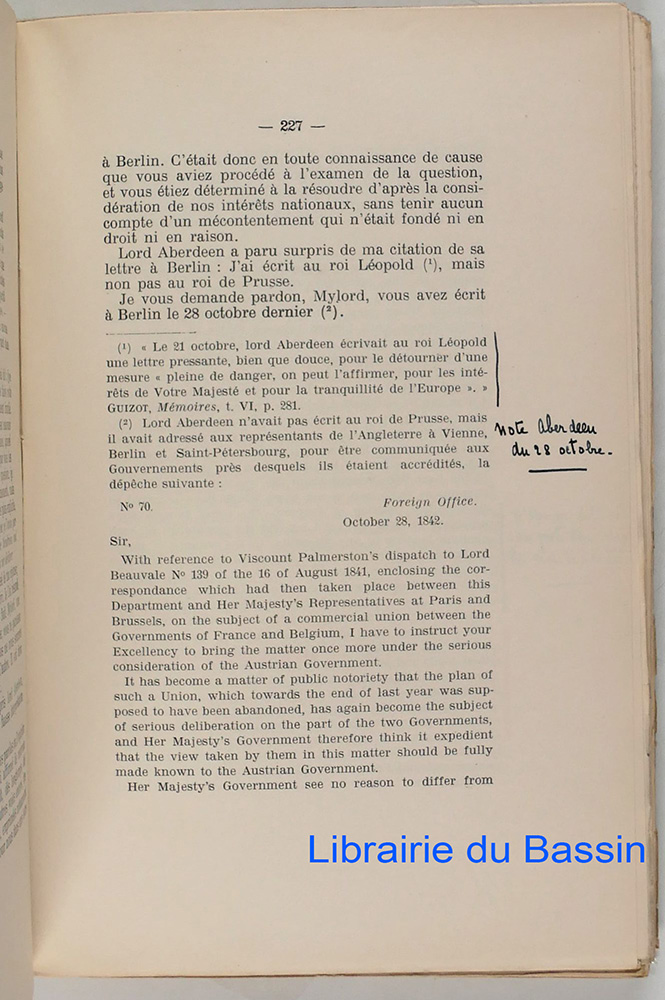 — 227 —
à Berlin. C'était donc en toute connaissance de cause
que vous aviez procédé à l'examen de la question,
et vous étiez déterminé à la résoudre d'après la consi-
dération de nos intérêts nationaux, sans tenir aucun
compte d'un mécontentement qui n'était fondé ni en
droit ni en raison.
Lord Aberdeen a paru surpris de ma citation de sa
lettre à Berlin : J'ai écrit au roi Léopold (¹), mais
non pas au roi de Prusse.
Je vous demande pardon, Mylord, vous avez écrit
à Berlin le 28 octobre dernier (²).
(¹) « Le 21 octobre, lord Aberdeen écrivait au roi Léopold
une lettre pressante, bien que douce, pour le détourner d'une
mesure « pleine de danger, on peut l'affirmer, pour les inté-
rêts de Votre Majesté et pour la tranquillité de l'Europe ». »
GUIZOT, Mémoires, t. VI, p. 281.
(²) Lord Aberdeen n'avait pas écrit au roi de Prusse, mais
il avait adressé aux représentants de l'Angleterre à Vienne,
Berlin et Saint-Pétersbourg, pour être communiquée aux
Gouvernements près desquels ils étaient accrédités, la
dépêche suivante :
note Aberdeen
du 28 octobre.
Nº 70. Foreign Office.
October 28, 1842.
Sir,
With reference to Viscount Palmerston's dispatch to Lord
Beauvale Nº 139 of the 16 of August 1841, enclosing the cor-
respondance which had then taken place between this
Department and Her Majesty's Representatives at Paris and
Brussels, on the subject of a commercial union between the
Governments of France and Belgium, I have to instruct your
Excellency to bring the matter once more under the serious
consideration of the Austrian Government.
It has become a matter of public notoriety that the plan of
such a Union, which towards the end of last year was sup-
posed to have been abandoned, has again become the subject
of serious deliberation on the part of the two Governments,
and Her Majesty's Government therefore think it expedient
that the view taken by them in this matter should be fully
made known to the Austrian Government.
Her Majesty's Government see no reason to differ from
Librairie du Bassin